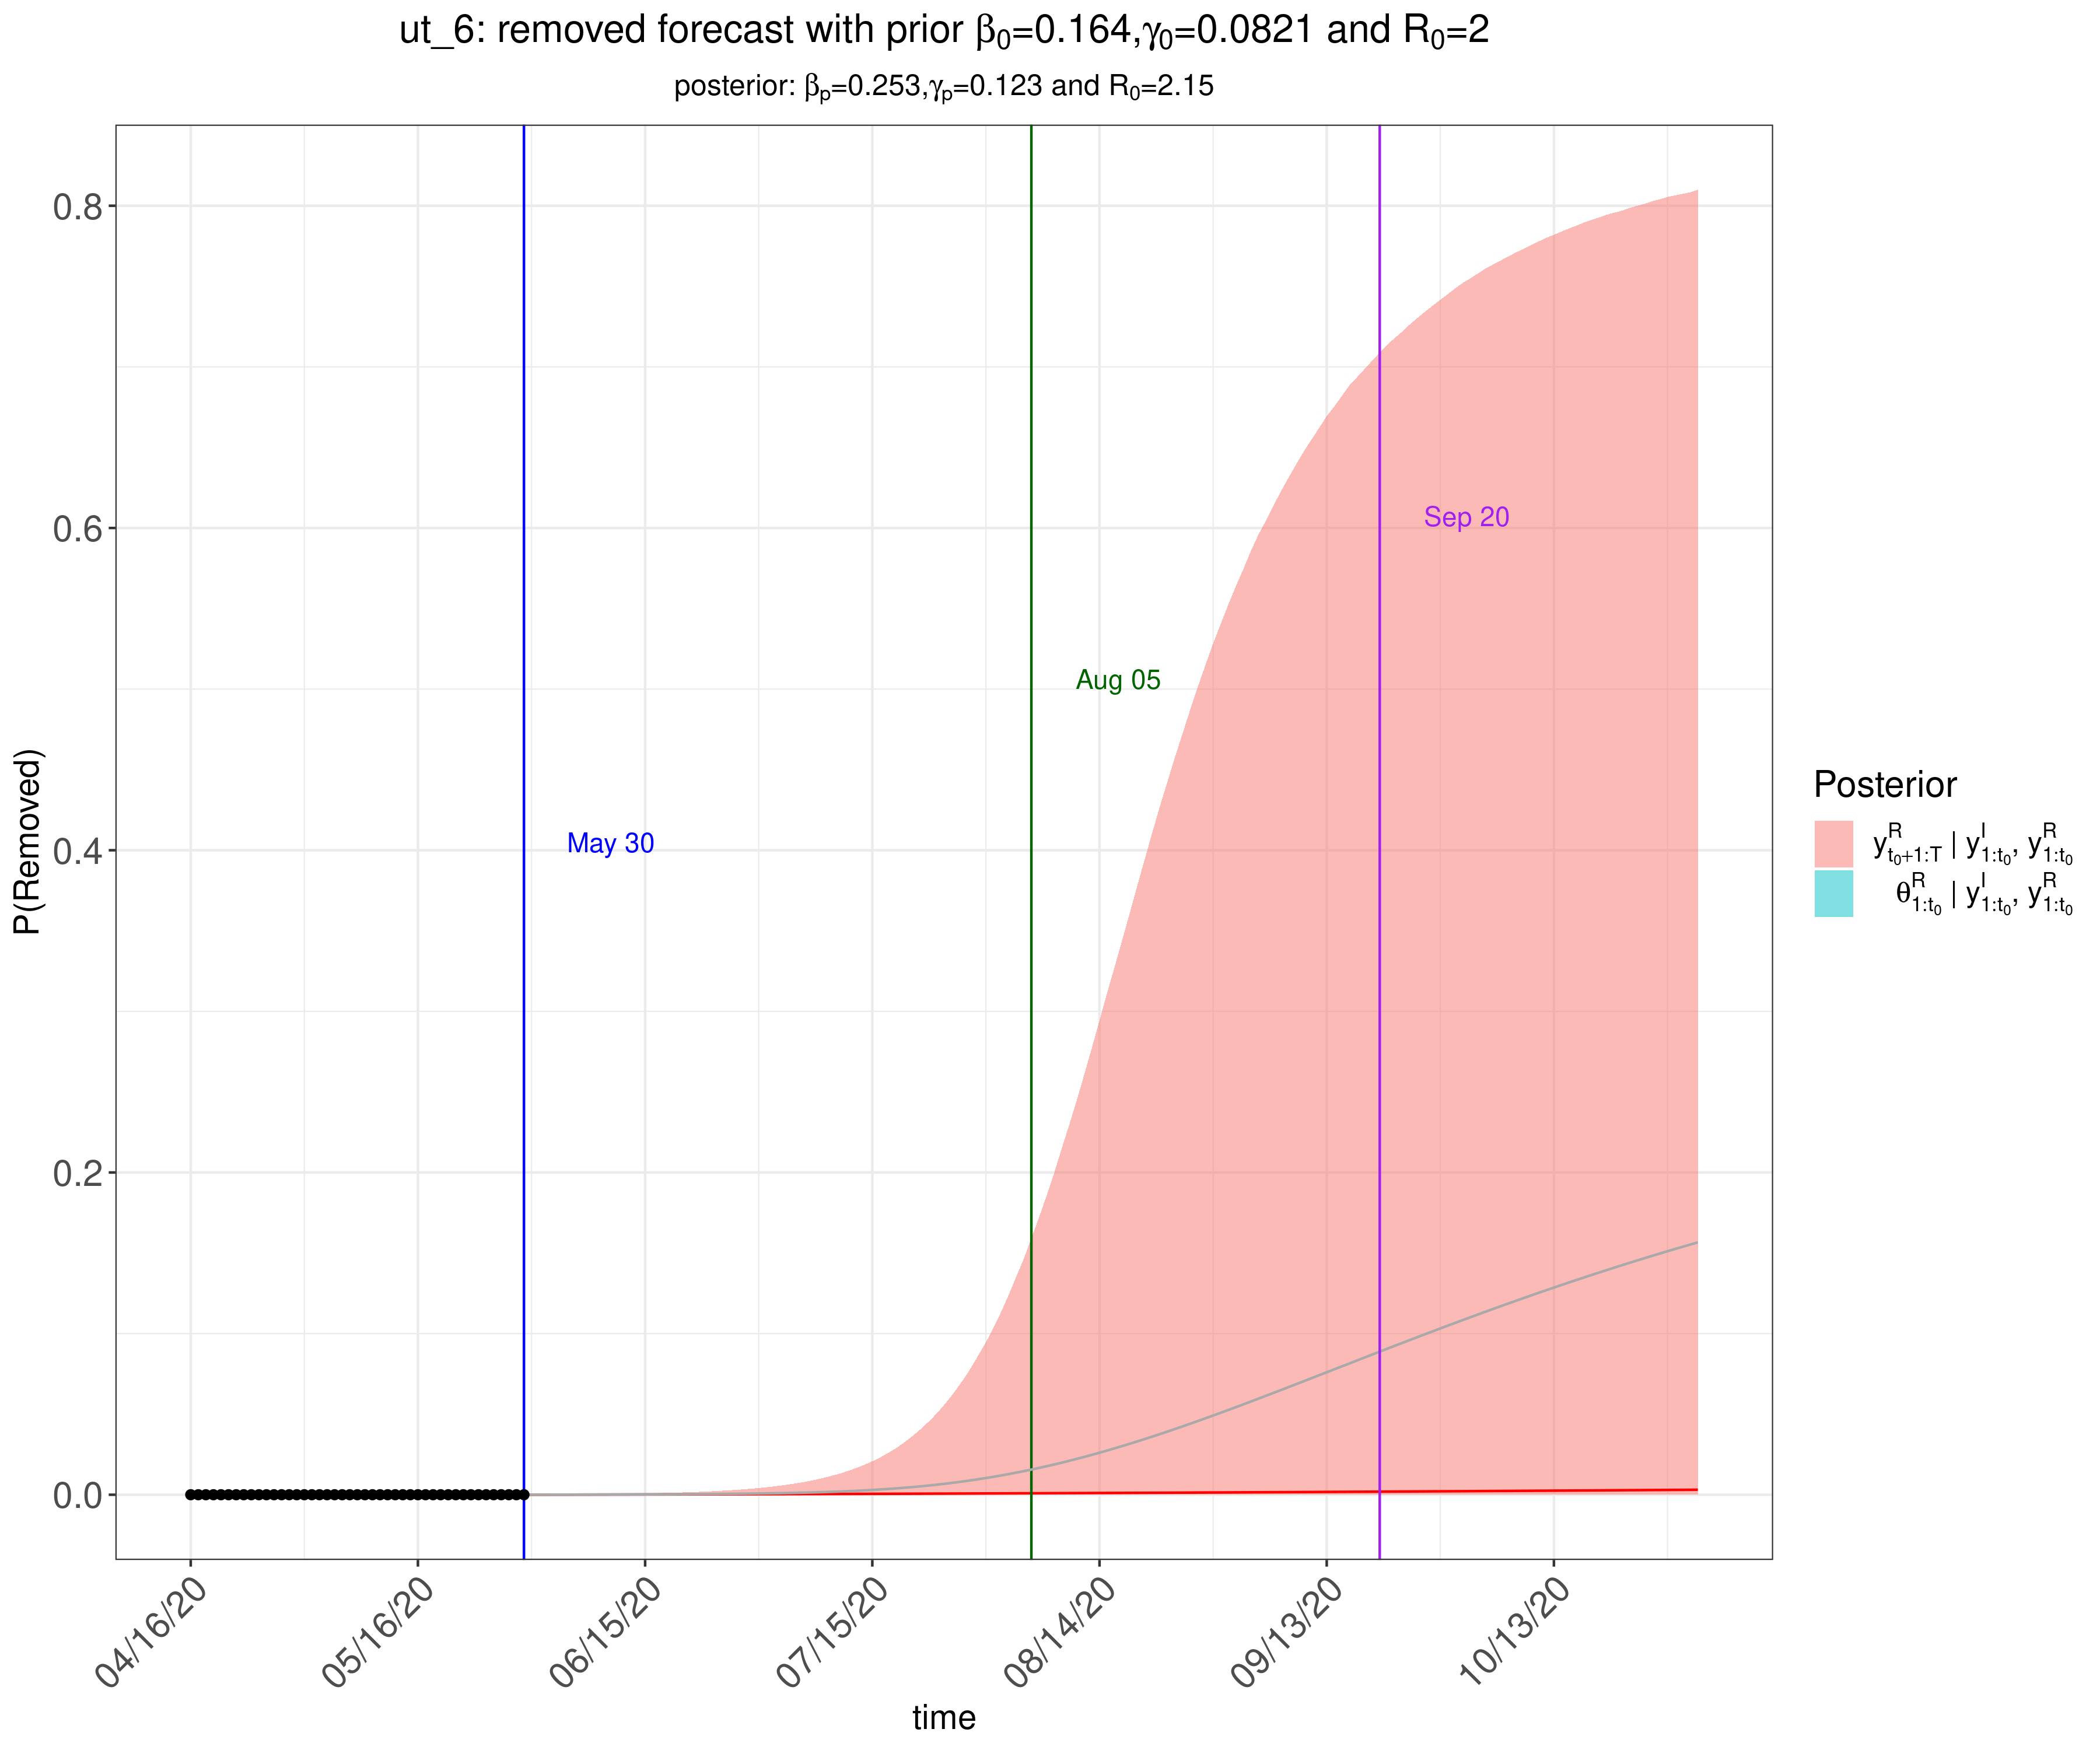 ut_6: removed forecast with prior β₀=0.164,γ₀=0.0821 and R₀=2
posterior: βₚ=0.253,γₚ=0.123 and R₀=2.15
0.8
0.6
0.4
0.2
0.0
P(Removed)
Sep 20
Aug 05
May 30
04/16/20
05/16/20
06/15/20
07/15/20
08/14/20
09/13/20
10/13/20
time
Posterior
y^R_{t₀+1:T} | y^I_{1:t₀}, y^R_{1:t₀}
θ^R_{1:t₀} | y^I_{1:t₀}, y^R_{1:t₀}